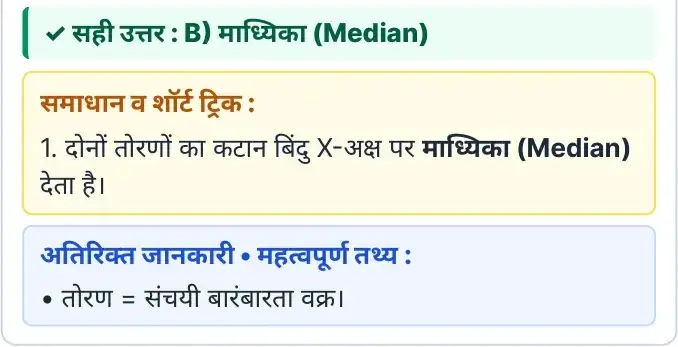 ✓ सही उत्तर : B) माध्यिका (Median)
समाधान व शॉर्ट ट्रिक :
1. दोनों तोरणों का कटान बिंदु X-अक्ष पर माध्यिका (Median)
देता है।
अतिरिक्त जानकारी • महत्वपूर्ण तथ्य :
• तोरण = संचयी बारंबारता वक्र।